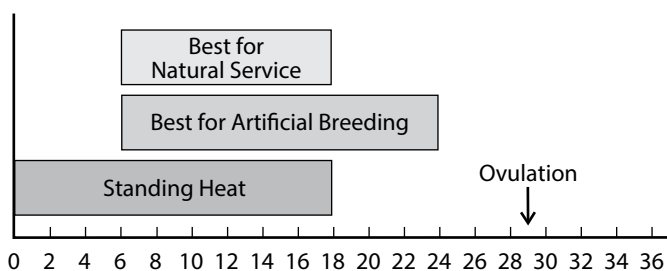 Best for
Natural Service
Best for Artificial Breeding
Standing Heat
Ovulation
0 2 4 6 8 10 12 14 16 18 20 22 24 26 28 30 32 34 36